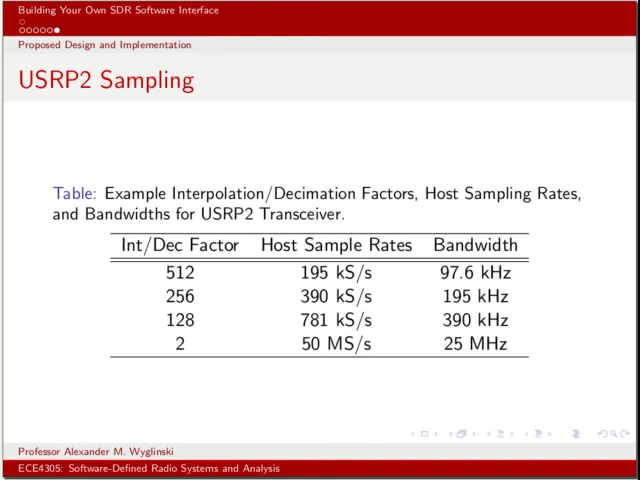 Building Your Own SDR Software Interface
Proposed Design and Implementation
USRP2 Sampling
Table: Example Interpolation/Decimation Factors, Host Sampling Rates,
and Bandwidths for USRP2 Transceiver.
Int/Dec Factor Host Sample Rates Bandwidth
512 195 kS/s 97.6 kHz
256 390 kS/s 195 kHz
128 781 kS/s 390 kHz
2 50 MS/s 25 MHz
Professor Alexander M. Wyglinski
ECE4305: Software-Defined Radio Systems and Analysis